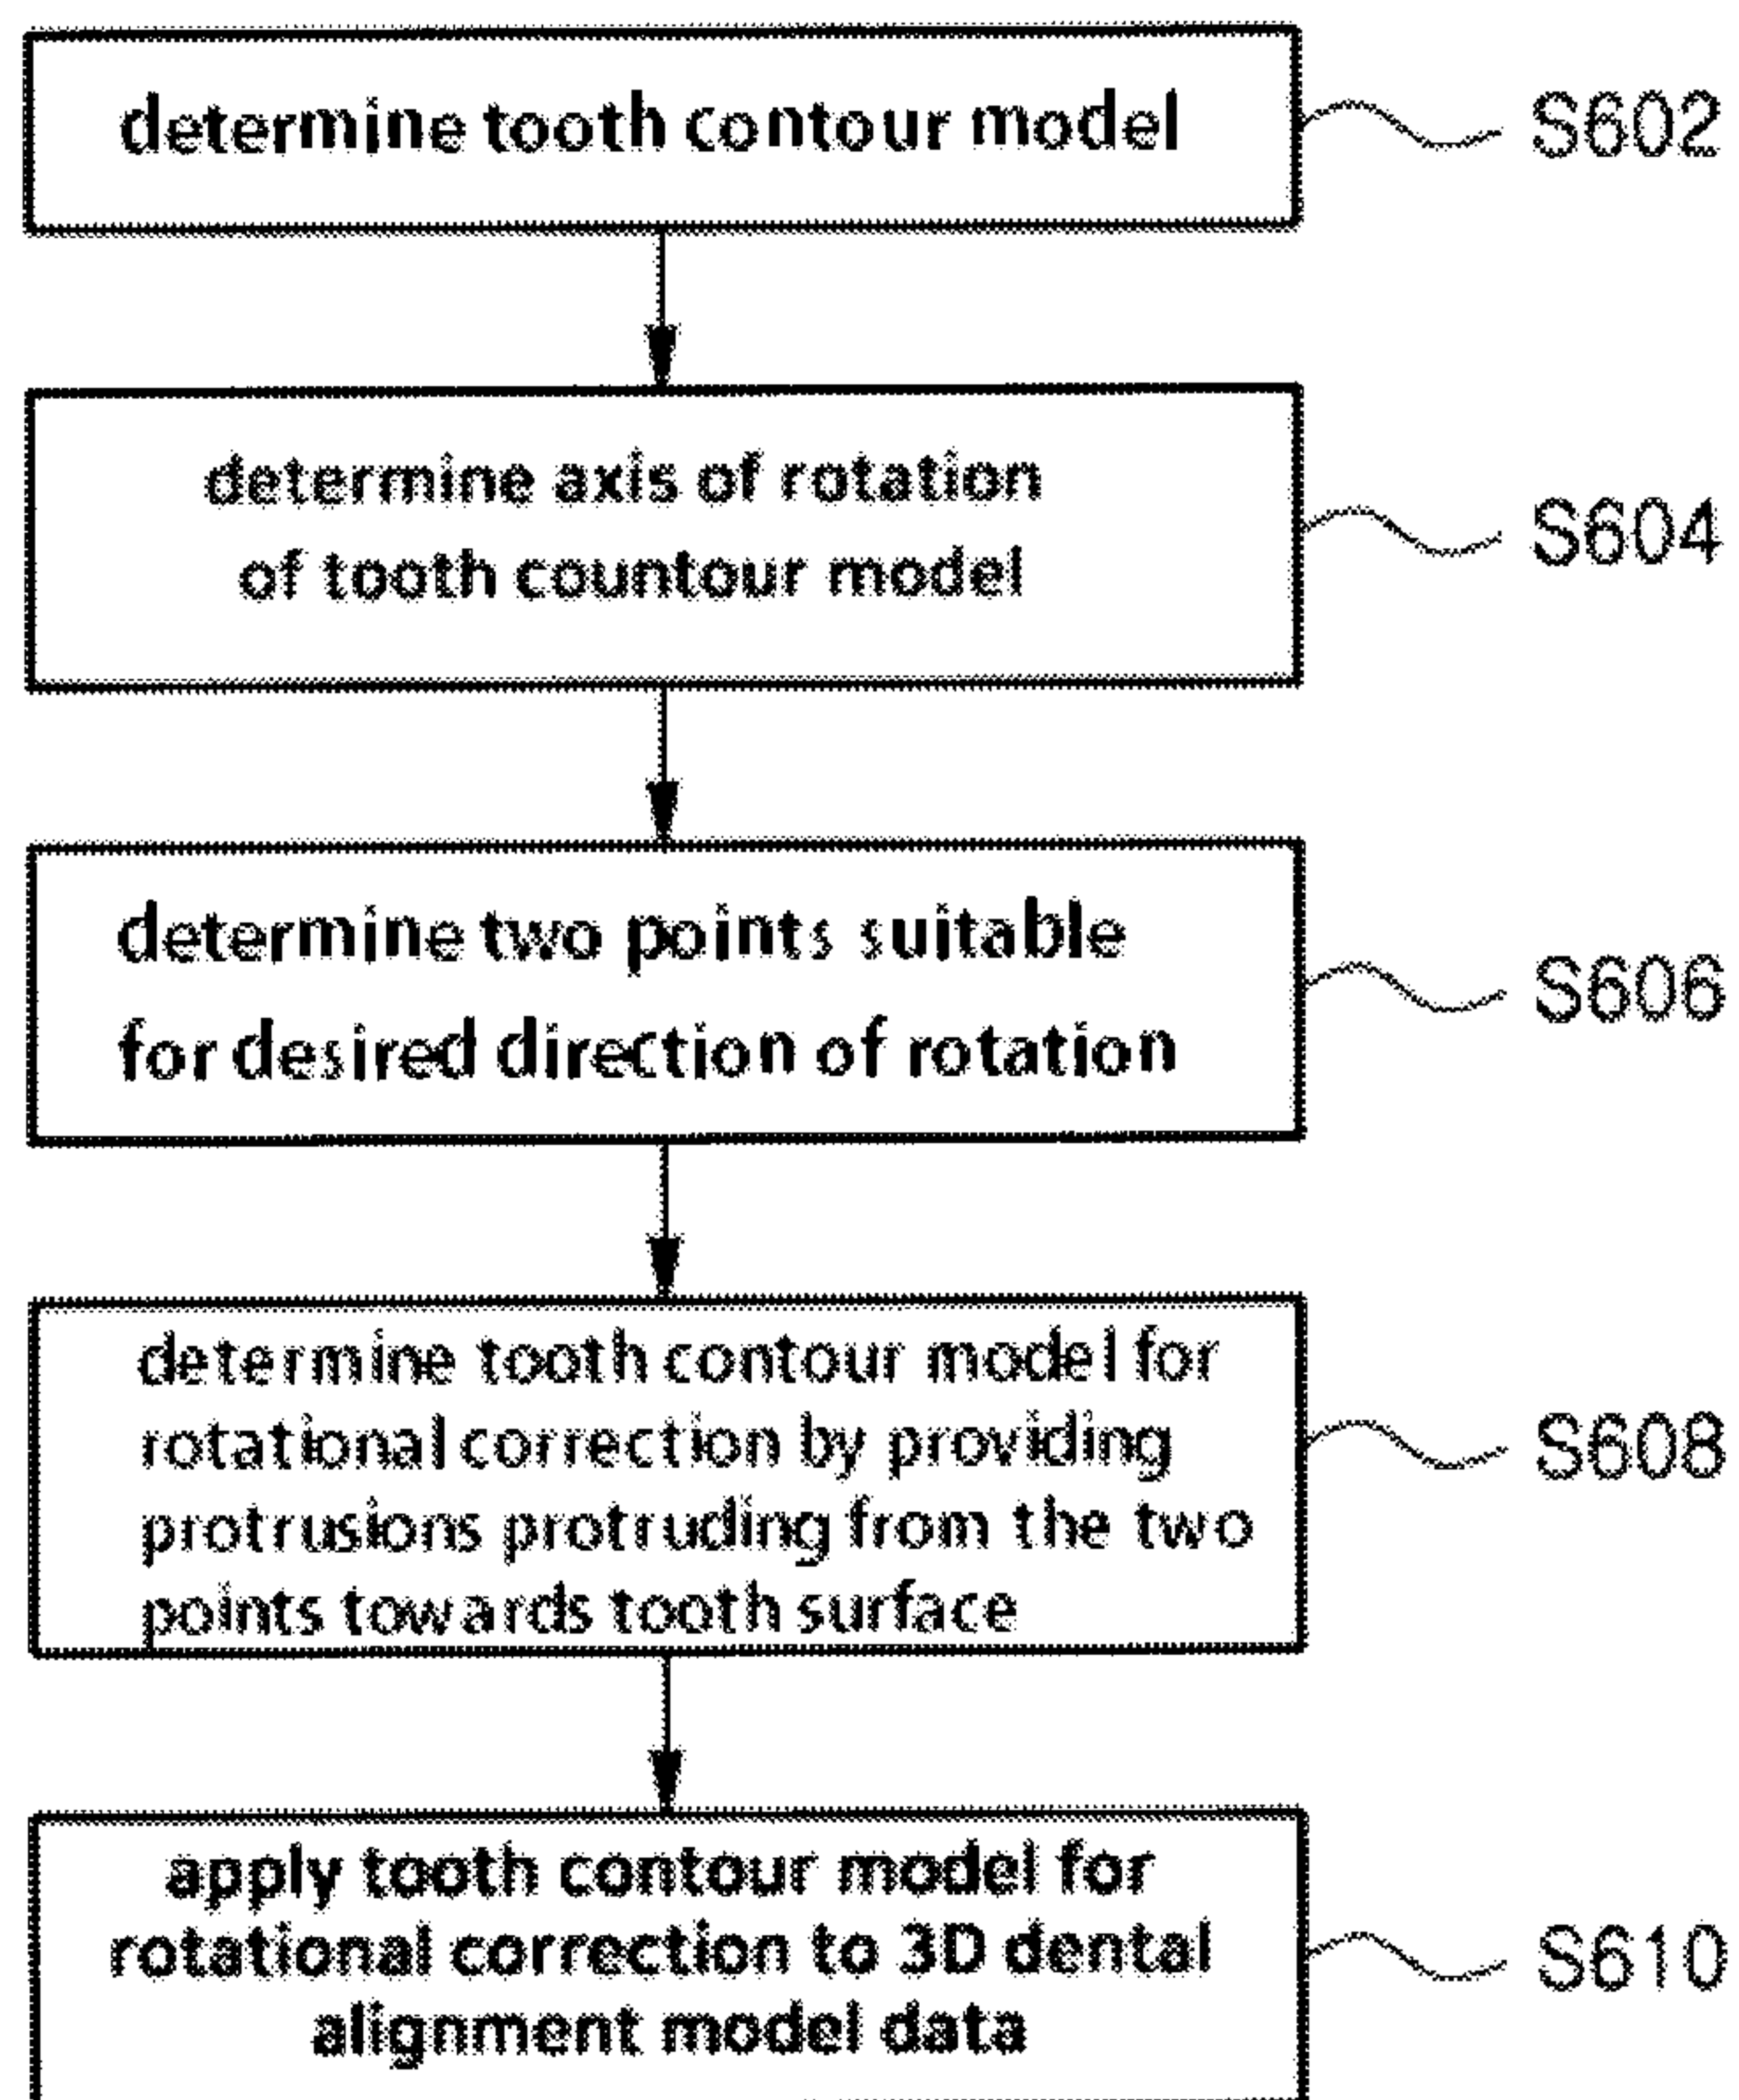 determine tooth contour model
S602
determine axis of rotation
of tooth countour model
S604
determine two points suitable
for desired direction of rotation
S606
determine tooth contour model for
rotational correction by providing
protrusions protruding from the two
points towards tooth surface
S608
apply tooth contour model for
rotational correction to 3D dental
alignment model data
S610